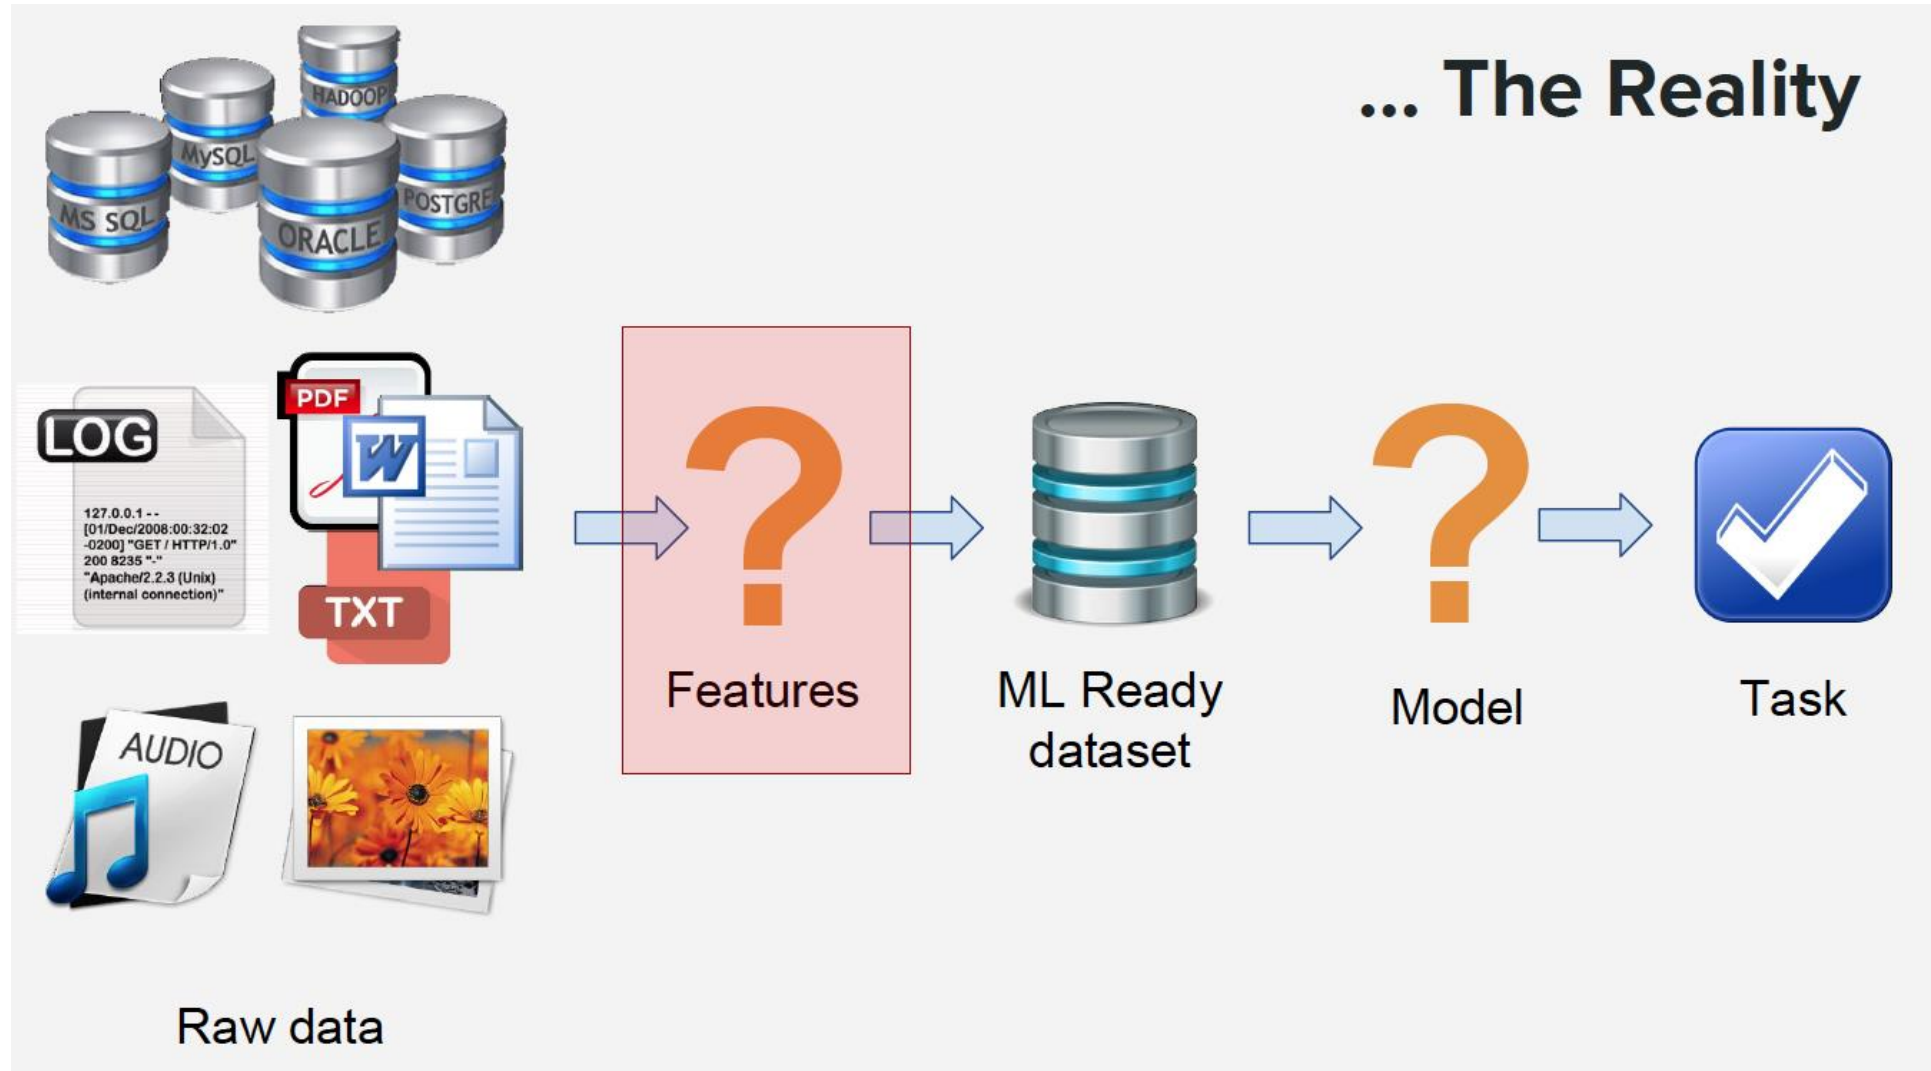 ... The Reality
HADOOP
MySQL
MS SQL
ORACLE
POSTGRE
LOG
127.0.0.1 - -
[01/Dec/2008:00:32:02
-0200] "GET / HTTP/1.0"
200 8235 "-"
"Apache/2.2.3 (Unix)
(internal connection)"
PDF
W
TXT
AUDIO
Raw data
?
Features
ML Ready
dataset
?
Model
Task